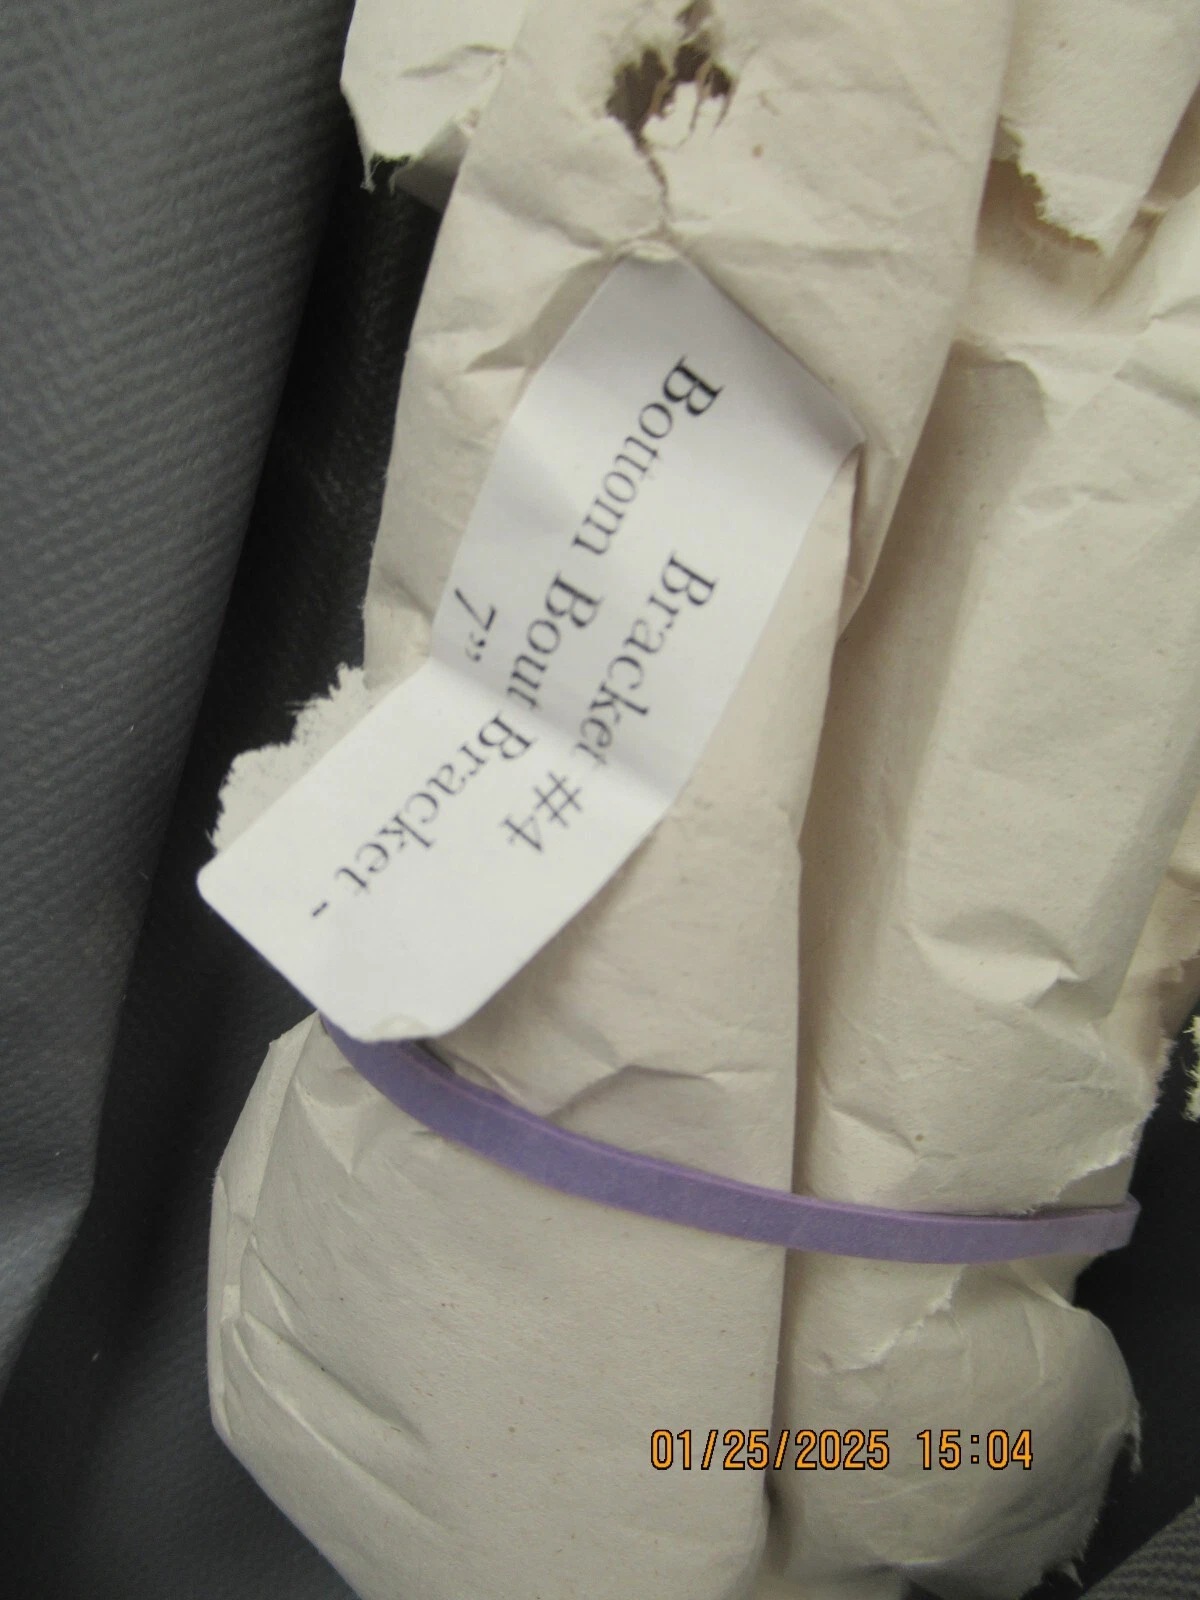 Bracket #4
Bottom Bout Bracket -
7”
01/25/2025 15:04